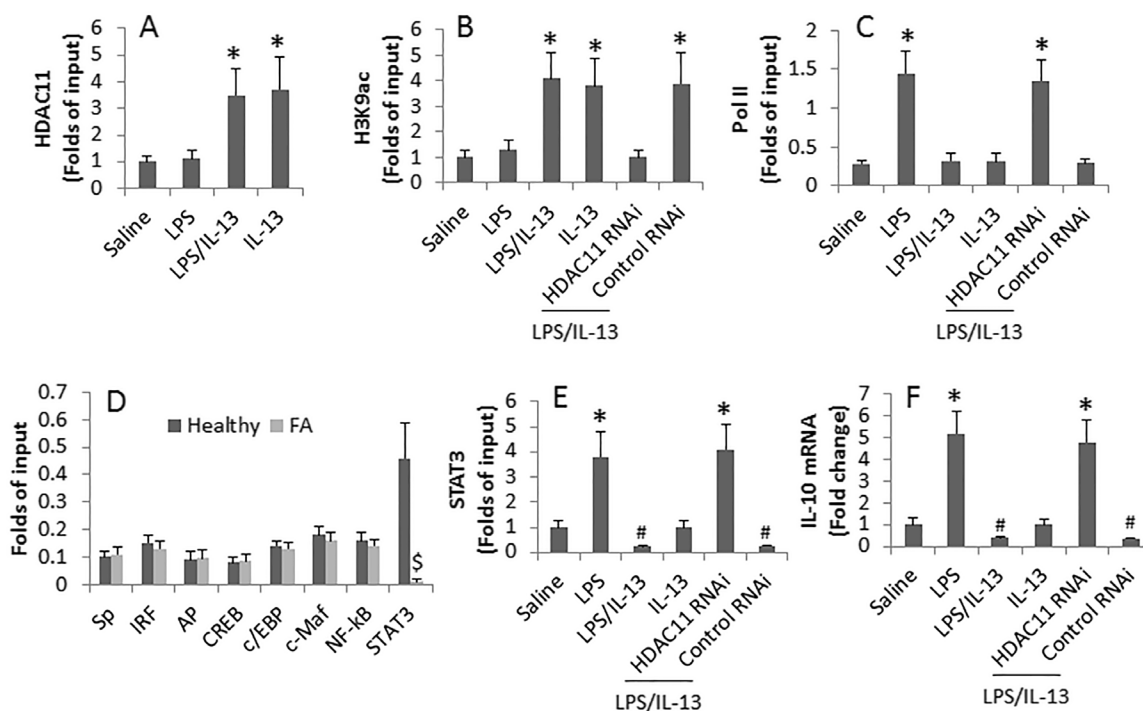 A
HDAC11
(Folds of input)
6
5
4
3
2
1
0
*
*
Saline
LPS
LPS/IL-13
IL-13
B
H3K9ac
(Folds of input)
6
5
4
3
2
1
0
*
*
*
Saline
LPS
LPS/IL-13
IL-13
HDAC11 RNAi
Control RNAi
LPS/IL-13
C
Pol II
(Folds of input)
2
1.5
1
0.5
0
*
*
Saline
LPS
LPS/IL-13
IL-13
HDAC11 RNAi
Control RNAi
LPS/IL-13
D
Folds of input
0.7
0.6
0.5
0.4
0.3
0.2
0.1
0
Healthy
FA
$
Sp
IRF
AP
CREB
c/EBP
c-Maf
NF-kB
STAT3
E
STAT3
(Folds of input)
6
5
4
3
2
1
0
*
#
*
#
Saline
LPS
LPS/IL-13
IL-13
HDAC11 RNAi
Control RNAi
LPS/IL-13
F
IL-10 mRNA
(Fold change)
7
6
5
4
3
2
1
0
*
#
*
#
Saline
LPS
LPS/IL-13
IL-13
HDAC11 RNAi
Control RNAi
LPS/IL-13